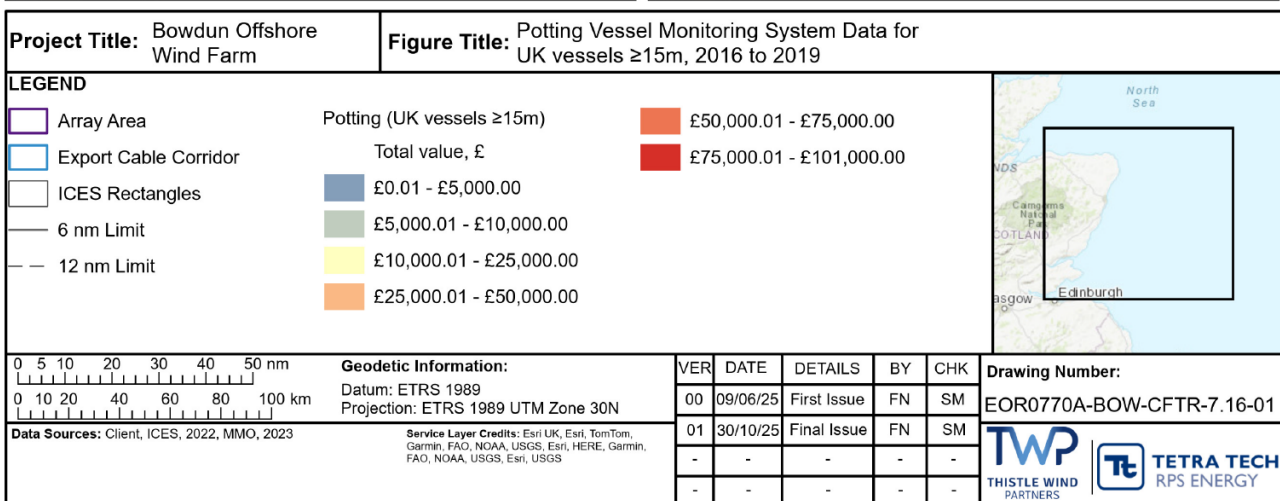 Project Title: Bowdun Offshore
Wind Farm
Figure Title: Potting Vessel Monitoring System Data for
UK vessels ≥15m, 2016 to 2019
LEGEND
Array Area
Export Cable Corridor
ICES Rectangles
6 nm Limit
12 nm Limit
Potting (UK vessels ≥15m)
Total value, £
£0.01 - £5,000.00
£5,000.01 - £10,000.00
£10,000.01 - £25,000.00
£25,000.01 - £50,000.00
£50,000.01 - £75,000.00
£75,000.01 - £101,000.00
North
Sea
NDS
Cairngorms
National
Park
COTLAND
asgow
Edinburgh
0 5 10 20 30 40 50 nm
0 10 20 40 60 80 100 km
Geodetic Information:
Datum: ETRS 1989
Projection: ETRS 1989 UTM Zone 30N
Data Sources: Client, ICES, 2022, MMO, 2023
Service Layer Credits: Esri UK, Esri, TomTom,
Garmin, FAO, NOAA, USGS, Esri, HERE, Garmin,
FAO, NOAA, USGS, Esri, USGS
VER DATE DETAILS BY CHK
00 09/06/25 First Issue FN SM
01 30/10/25 Final Issue FN SM
- - - - -
- - - - -
Drawing Number:
EOR0770A-BOW-CFTR-7.16-01
TWP
THISTLE WIND
PARTNERS
Tt
TETRA TECH
RPS ENERGY